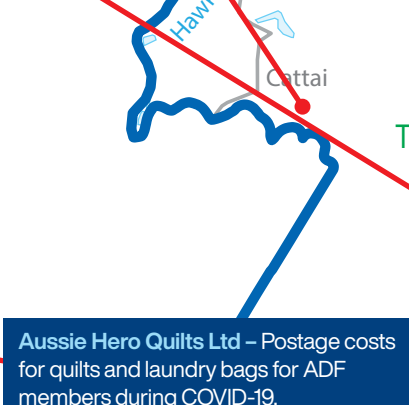 Hawk
Cattai
T
Aussie Hero Quilts Ltd – Postage costs
for quilts and laundry bags for ADF
members during COVID-19.